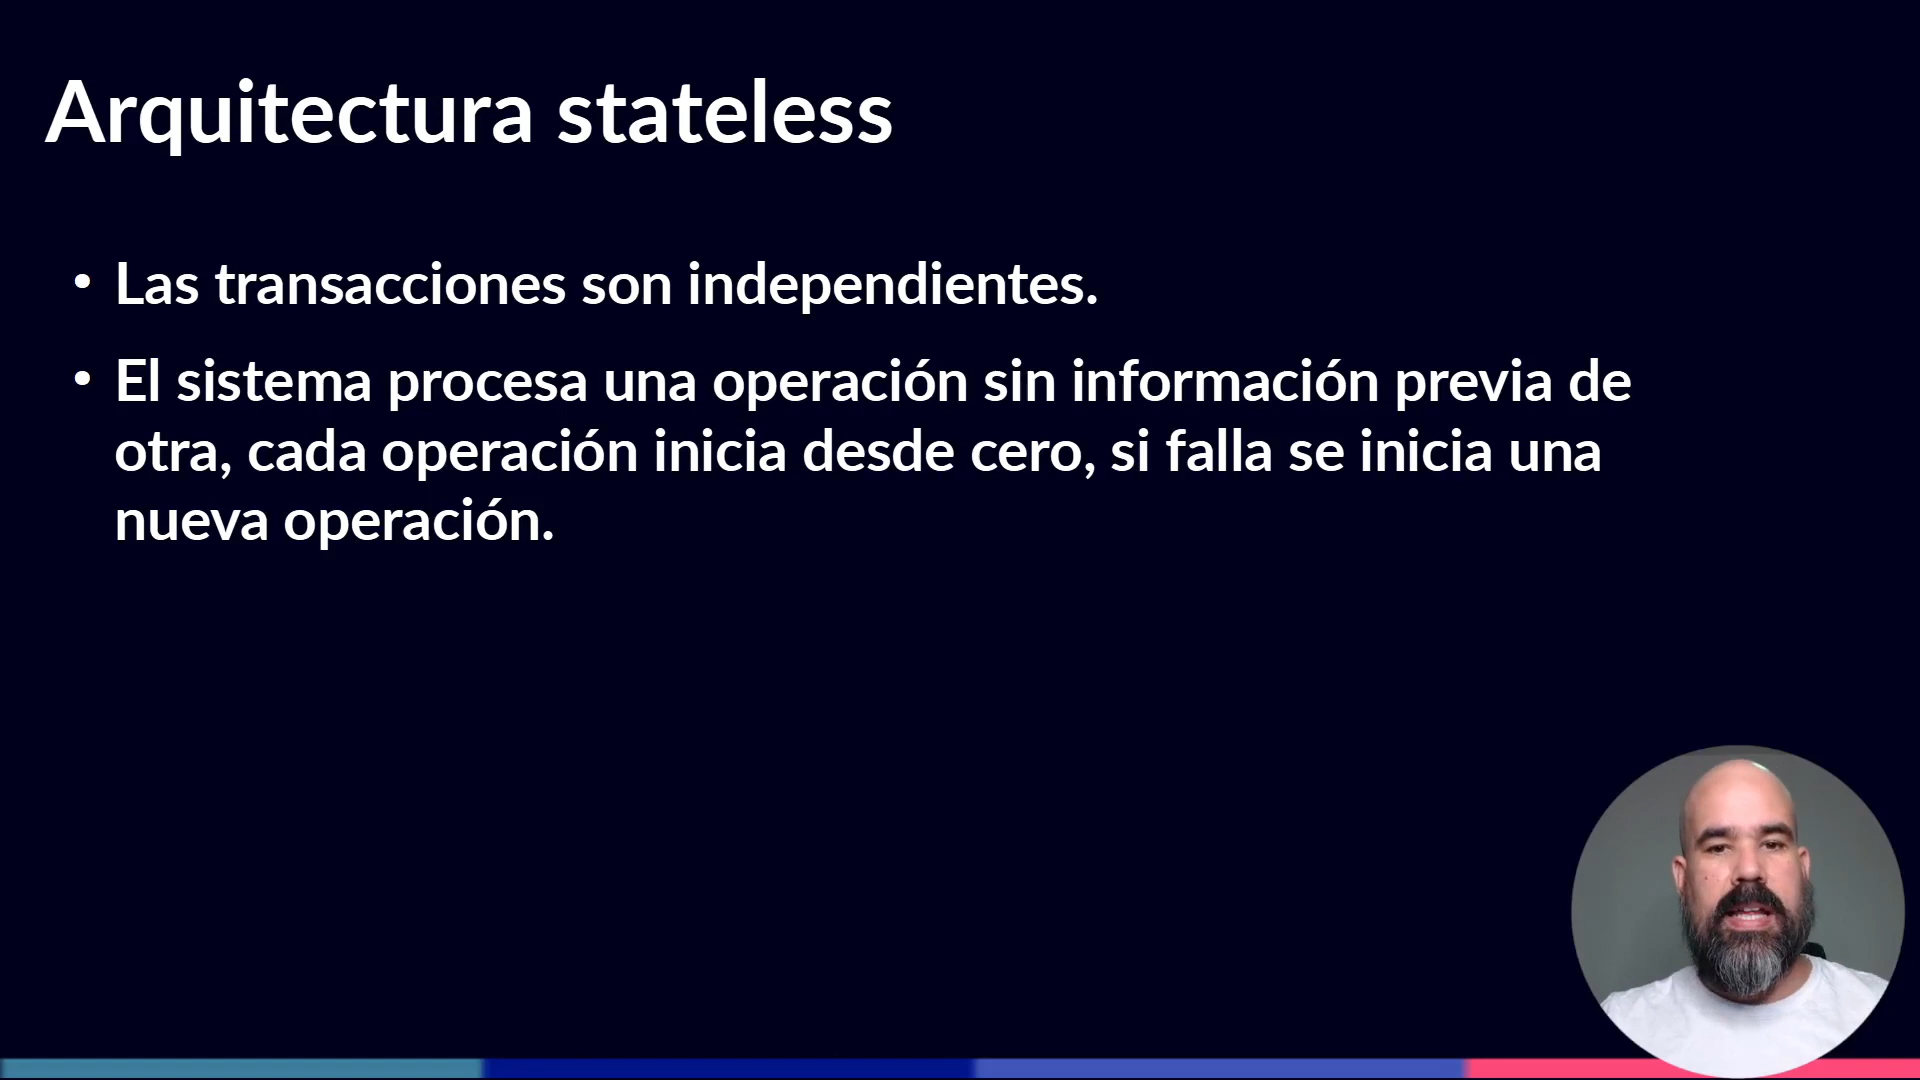 Arquitectura stateless
• Las transacciones son independientes.
• El sistema procesa una operación sin información previa de
otra, cada operación inicia desde cero, si falla se inicia una
nueva operación.